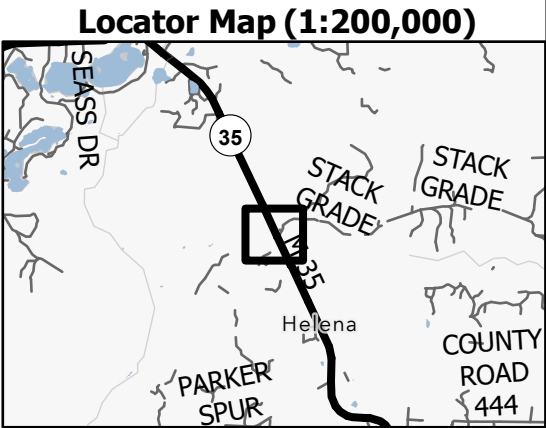 Locator Map (1:200,000)
SEASS DR
35
STACK
GRADE
STACK
GRADE
M-35
Helena
COUNTY
ROAD
444
PARKER
SPUR